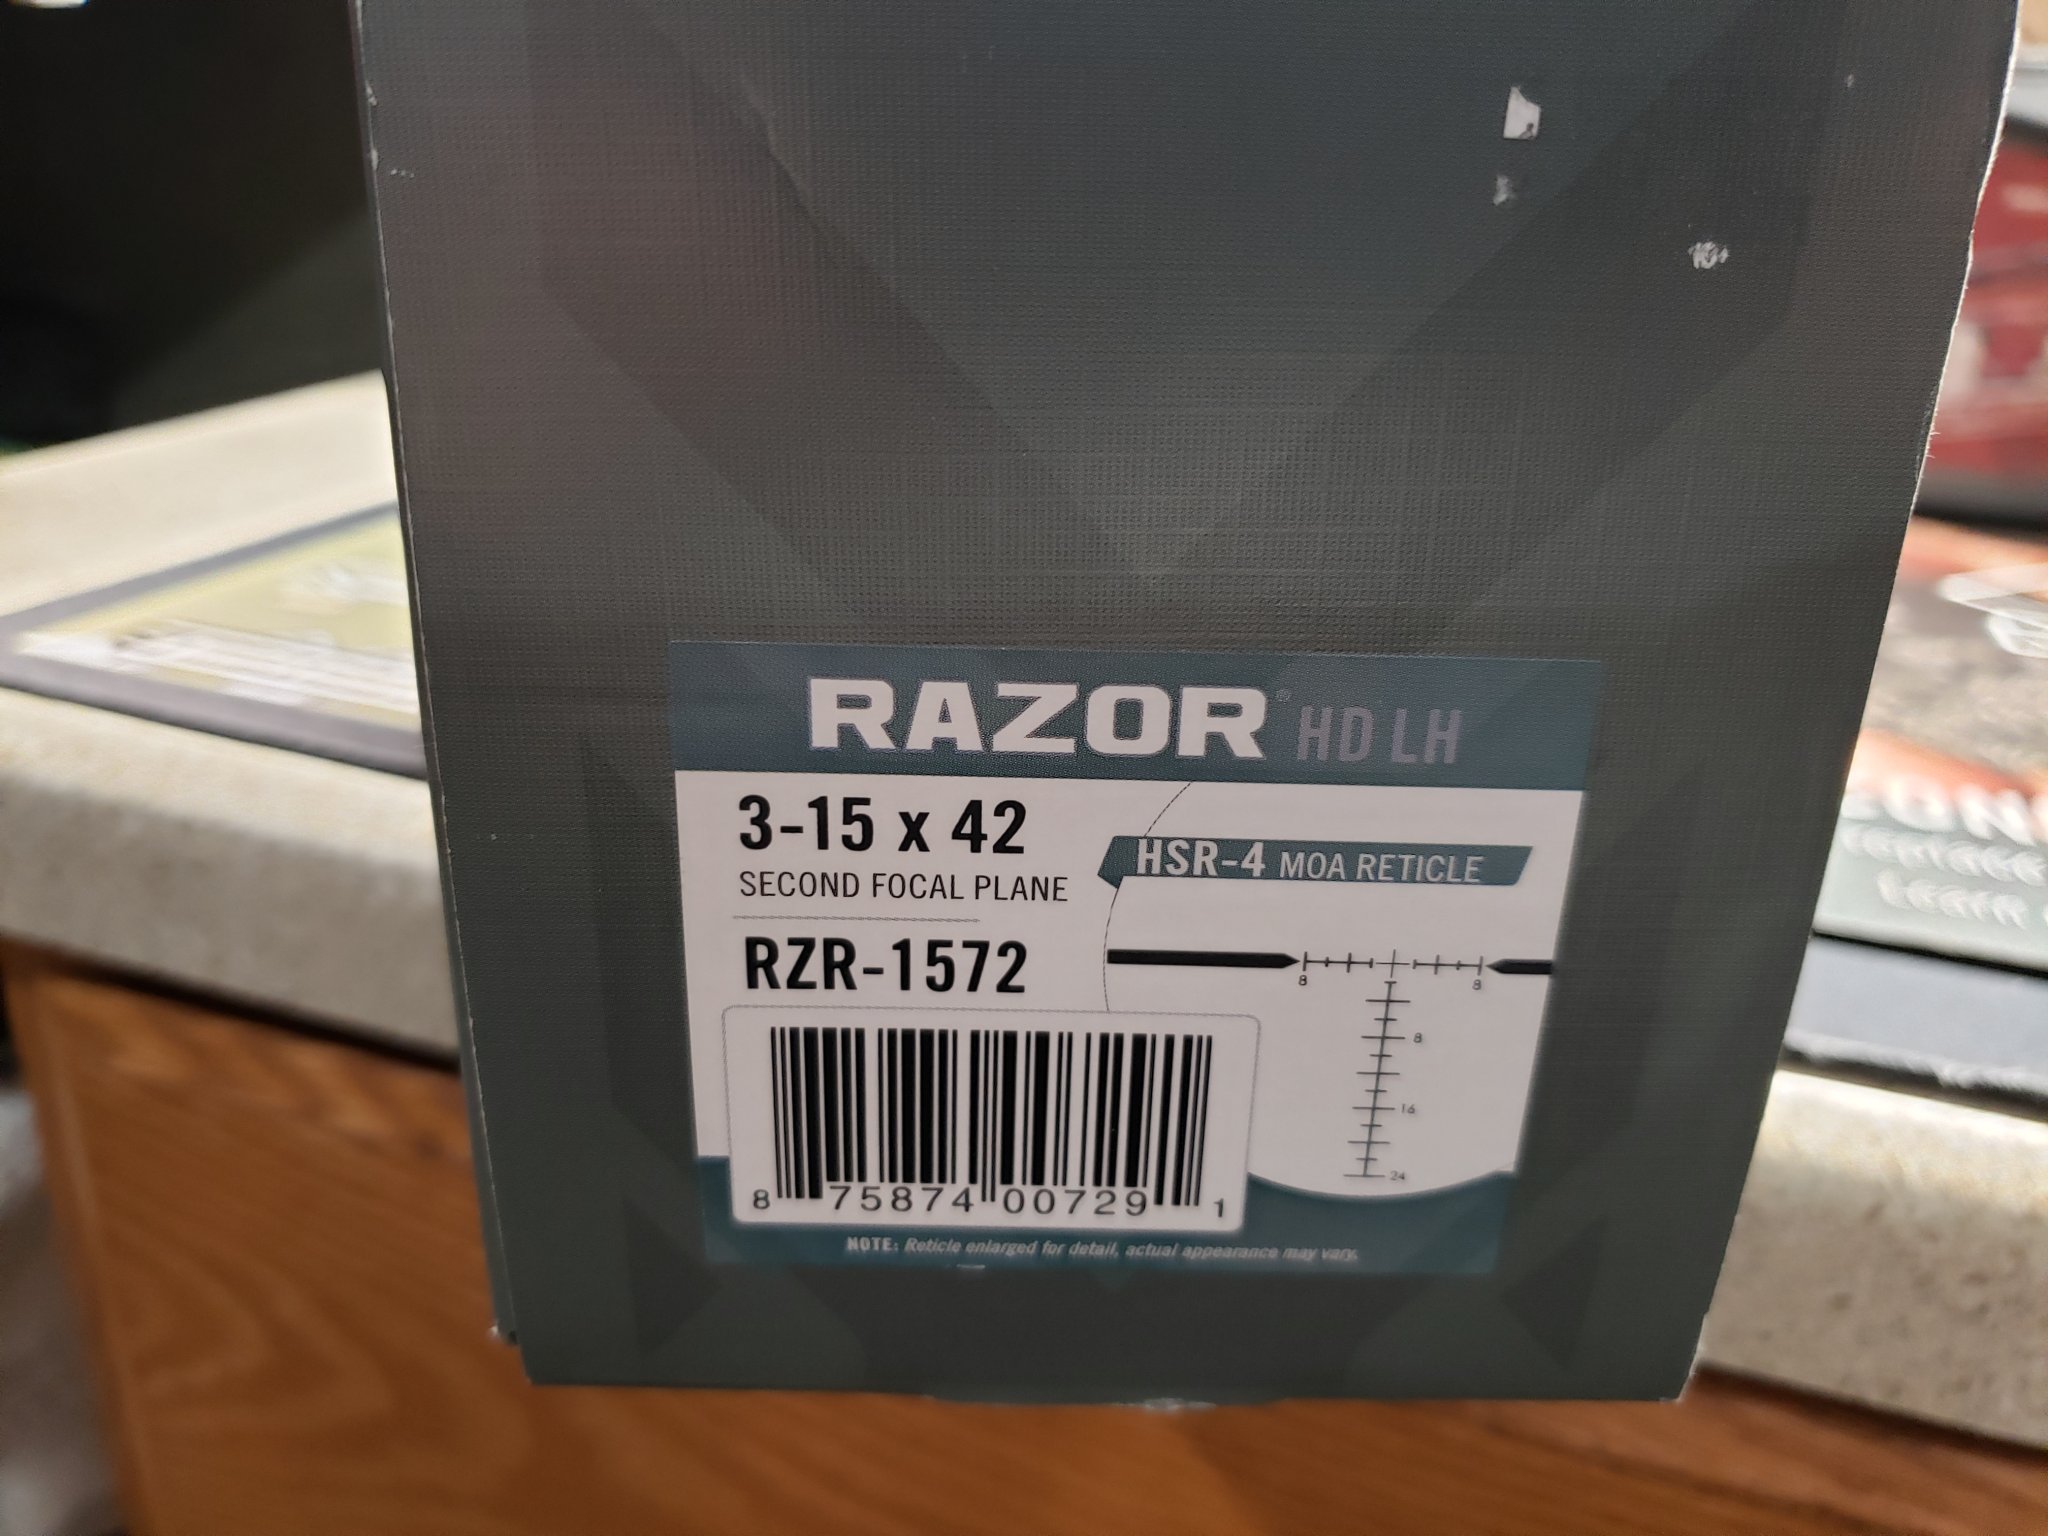 RAZOR® HD LH
3-15 x 42
SECOND FOCAL PLANE
HSR-4 MOA RETICLE
RZR-1572
8 8
8
16
24
8 75874 00729 1
NOTE: Reticle enlarged for detail, actual appearance may vary.